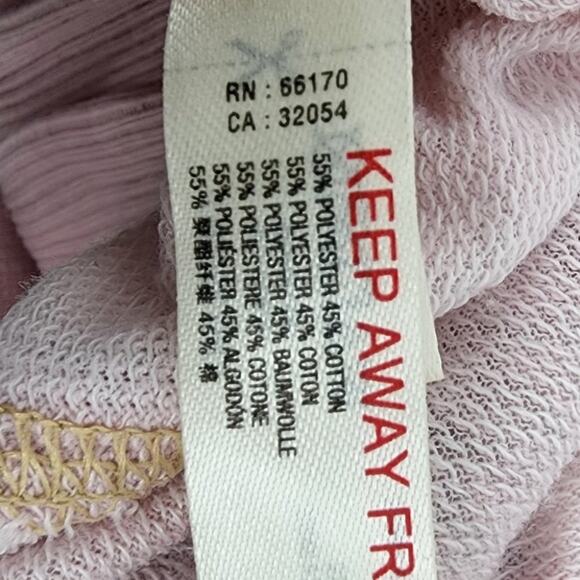 RN : 66170
CA : 32054
KEEP AWAY FR
55% POLYESTER 45% COTTON
55% POLYESTER 45% COTON
55% POLYESTER 45% BAUMWOLLE
55% POLIESTERE 45% COTONE
55% POLIÉSTER 45% ALGODÓN
55% 聚酯纤维 45% 棉